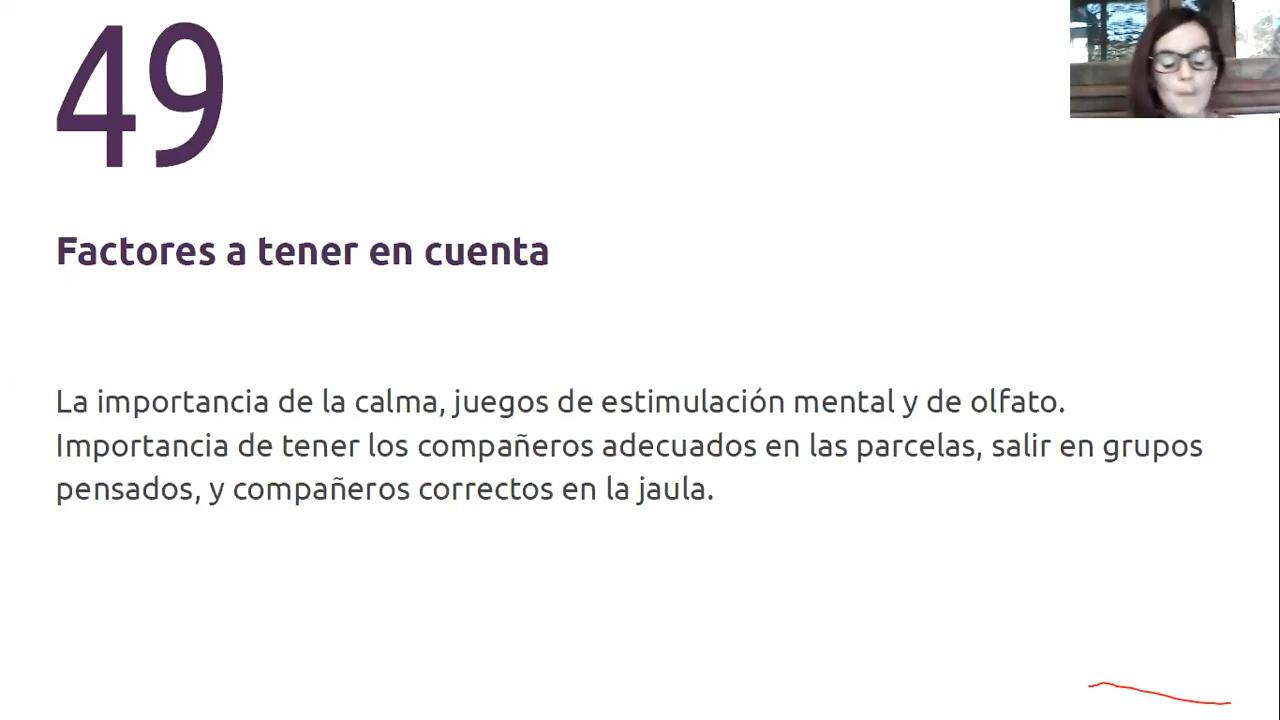 49
Factores a tener en cuenta
La importancia de la calma, juegos de estimulación mental y de olfato.
Importancia de tener los compañeros adecuados en las parcelas, salir en grupos
pensados, y compañeros correctos en la jaula.